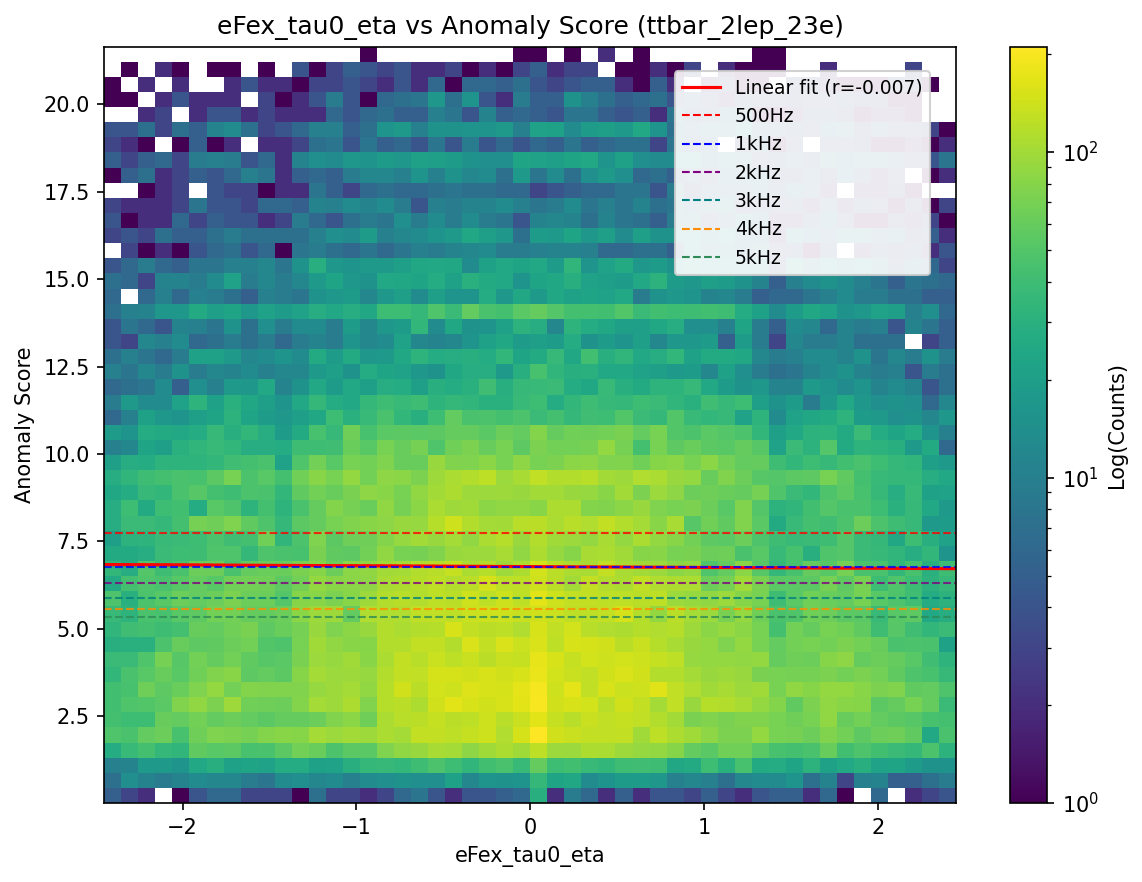 eFex_tau0_eta vs Anomaly Score (ttbar_2lep_23e)
Linear fit (r=-0.007)
500Hz
1kHz
2kHz
3kHz
4kHz
5kHz
Anomaly Score
20.0
17.5
15.0
12.5
10.0
7.5
5.0
2.5
−2
−1
0
1
2
eFex_tau0_eta
10²
10¹
10⁰
Log(Counts)